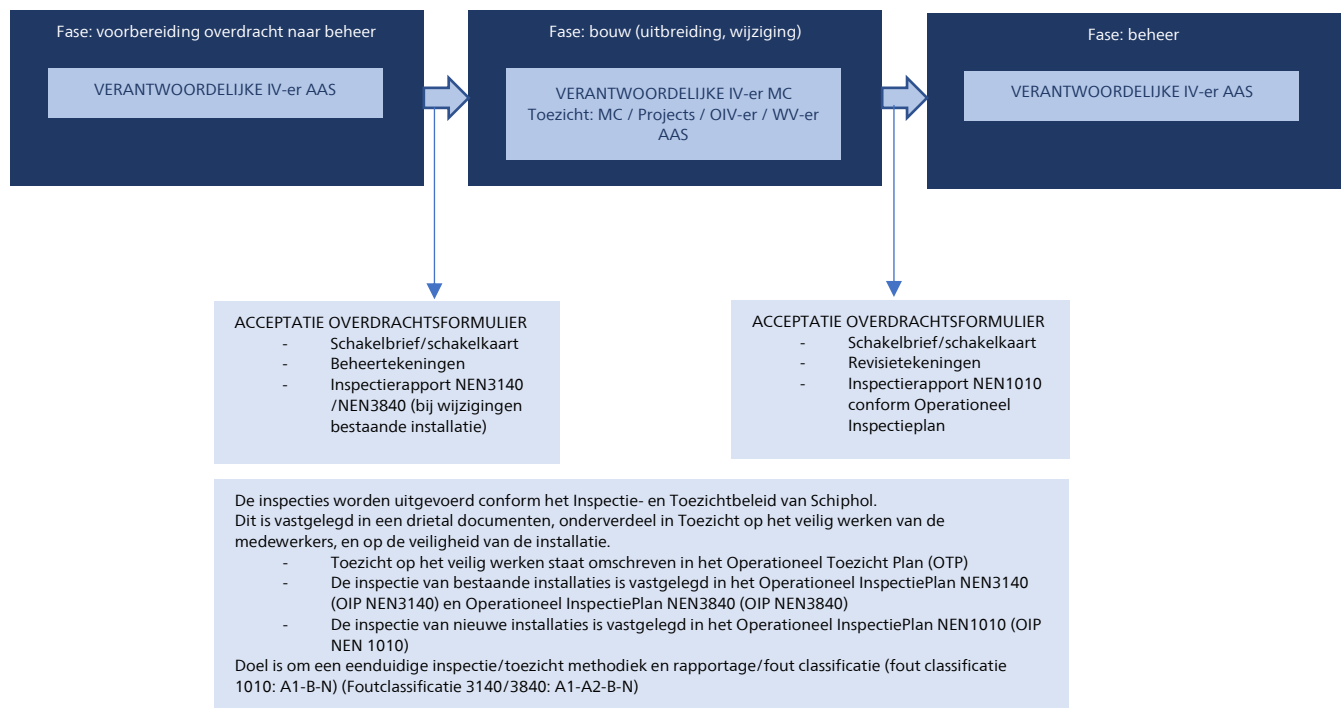 Fase: voorbereiding overdracht naar beheer
VERANTWOORDELIJKE IV-er AAS
Fase: bouw (uitbreiding, wijziging)
VERANTWOORDELIJKE IV-er MC
Toezicht: MC / Projects / OIV-er / WV-er
AAS
Fase: beheer
VERANTWOORDELIJKE IV-er AAS
ACCEPTATIE OVERDRACHTSFORMULIER
- Schakelbrief/schakelkaart
- Beheertekeningen
- Inspectierapport NEN3140
/NEN3840 (bij wijzigingen
bestaande installatie)
ACCEPTATIE OVERDRACHTSFORMULIER
- Schakelbrief/schakelkaart
- Revisietekeningen
- Inspectierapport NEN1010
conform Operationeel
Inspectieplan
De inspecties worden uitgevoerd conform het Inspectie- en Toezichtbeleid van Schiphol.
Dit is vastgelegd in een drietal documenten, onderverdeel in Toezicht op het veilig werken van de
medewerkers, en op de veiligheid van de installatie.
- Toezicht op het veilig werken staat omschreven in het Operationeel Toezicht Plan (OTP)
- De inspectie van bestaande installaties is vastgelegd in het Operationeel InspectiePlan NEN3140
(OIP NEN3140) en Operationeel InspectiePlan NEN3840 (OIP NEN3840)
- De inspectie van nieuwe installaties is vastgelegd in het Operationeel InspectiePlan NEN1010 (OIP
NEN 1010)
Doel is om een eenduidige inspectie/toezicht methodiek en rapportage/fout classificatie (fout classificatie
1010: A1-B-N) (Foutclassificatie 3140/3840: A1-A2-B-N)